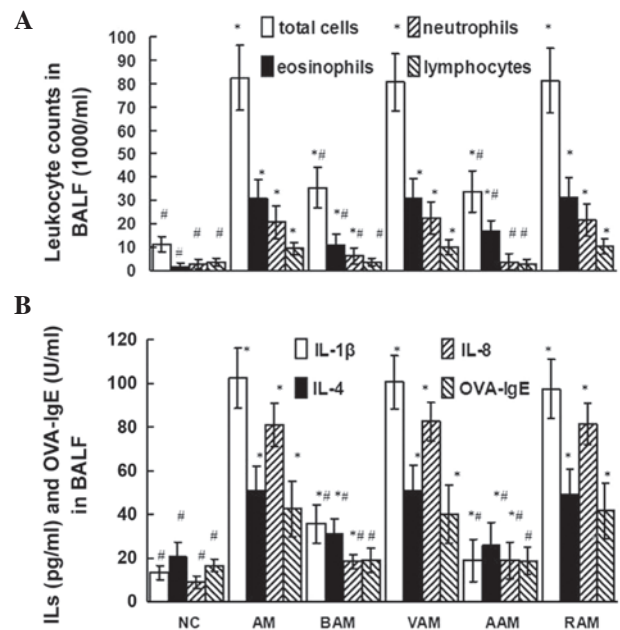 A
total cells
neutrophils
eosinophils
lymphocytes
Leukocyte counts in
BALF (1000/ml)
100
90
80
70
60
50
40
30
20
10
0
# # # #
* * * *
*# *# *# #
* * * *
*# *# # #
* * * *
B
IL-1β
IL-8
IL-4
OVA-IgE
ILs (pg/ml) and OVA-IgE (U/ml)
in BALF
120
100
80
60
40
20
0
# # # #
* * * *
*# *# *# #
* * * *
*# *# *# #
* * * *
NC AM BAM VAM AAM RAM